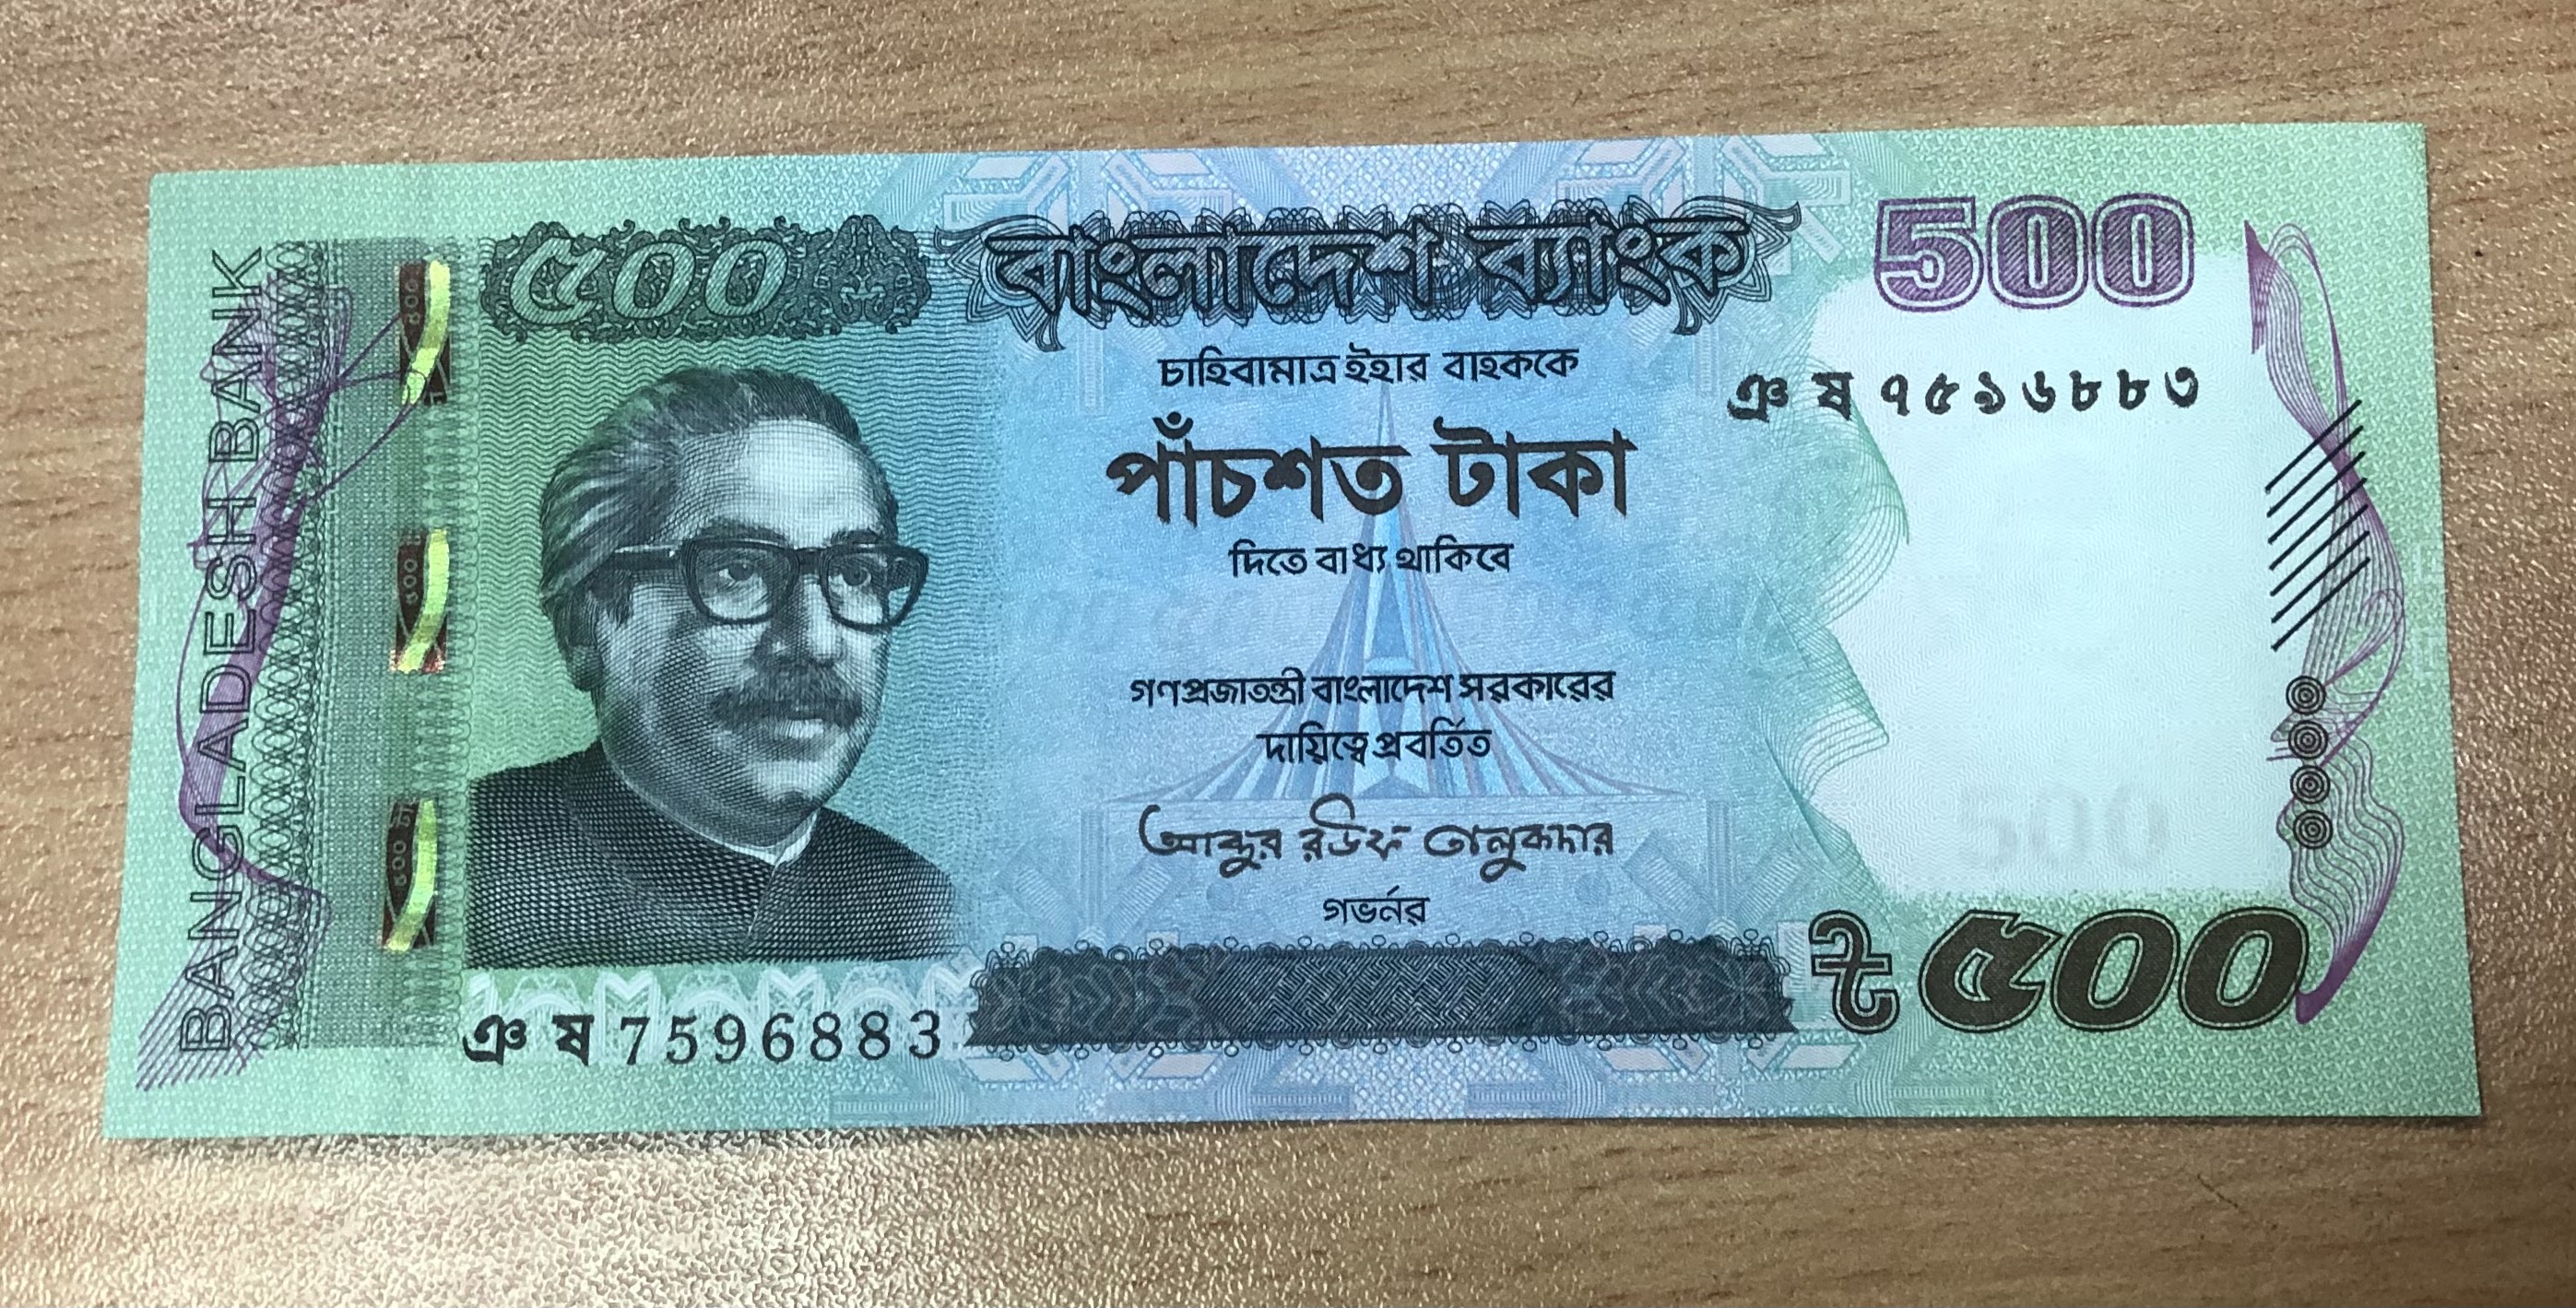 BANGLADESH BANK
৫০০
বাংলাদেশ ব্যাংক
500
চাহিবামাত্র ইহার বাহককে
ঞ ষ ৭৫৯৬৮৮৩
পাঁচশত টাকা
দিতে বাধ্য থাকিবে
গণপ্রজাতন্ত্রী বাংলাদেশ সরকারের
দায়িত্বে প্রবর্তিত
আব্দুর রউফ তালুকদার
500
গভর্নর
৳ ৫০০
ঞ ষ 7596883